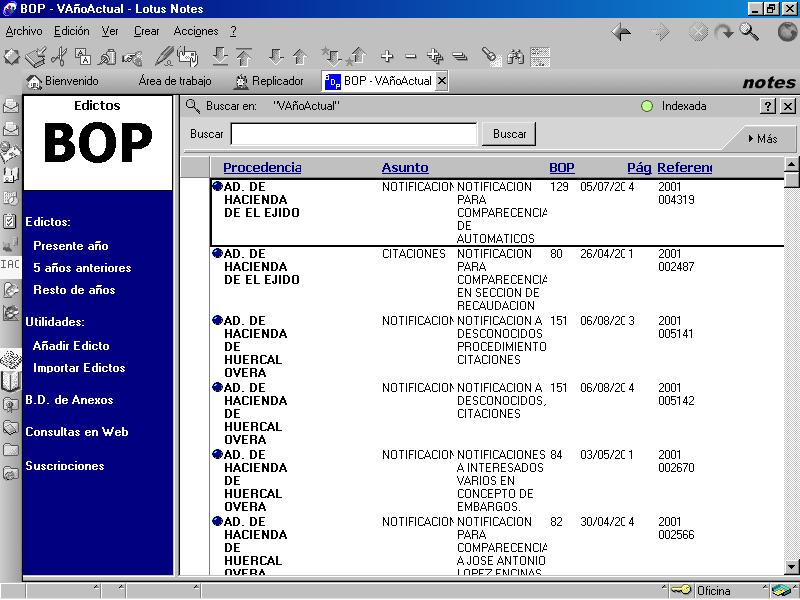 BOP - VAñoActual - Lotus Notes
Archivo Edición Ver Crear Acciones ?
Bienvenido Área de trabajo Replicador BOP - VAñoActual notes
Edictos
BOP
Edictos:
Presente año
5 años anteriores
Resto de años
Utilidades:
Añadir Edicto
Importar Edictos
B.D. de Anexos
Consultas en Web
Suscripciones
IAC
Buscar en: "VAñoActual" Indexada ?
Buscar Buscar Más
Procedencia Asunto BOP Pág Referen
AD. DE NOTIFICACION NOTIFICACION 129 05/07/20 4 2001
HACIENDA PARA 004319
DE EL EJIDO COMPARECENCIA
DE
AUTOMATICOS
AD. DE CITACIONES NOTIFICACION 80 26/04/20 1 2001
HACIENDA PARA 002487
DE EL EJIDO COMPARECENCIA
EN SECCION DE
RECAUDACION
AD. DE NOTIFICACION NOTIFICACION A 151 06/08/20 3 2001
HACIENDA DESCONOCIDOS 005141
DE PROCEDIMIENTO
HUERCAL CITACIONES
OVERA
AD. DE NOTIFICACION NOTIFICACION A 151 06/08/20 4 2001
HACIENDA DESCONOCIDOS, 005142
DE CITACIONES
HUERCAL
OVERA
AD. DE NOTIFICACION NOTIFICACIONES 84 03/05/20 1 2001
HACIENDA A INTERESADOS 002670
DE VARIOS EN
HUERCAL CONCEPTO DE
OVERA EMBARGOS.
AD. DE NOTIFICACION NOTIFICACION 82 30/04/20 4 2001
HACIENDA PARA 002566
DE COMPARECENCIA
HUERCAL A JOSE ANTONIO
OVERA LOPEZ ENCINAS
Oficina